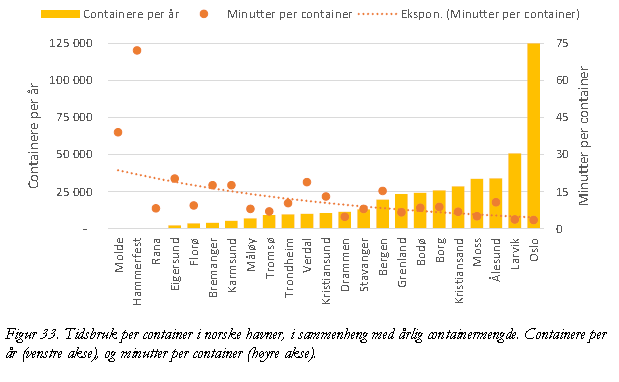 Containere per år Minutter per container Ekspon. (Minutter per container)
125 000 75
100 000 60
75 000 45
50 000 30
25 000 15
- 0
Containere per år
Minutter per container
Molde
Hammerfest
Rana
Eigersund
Florø
Bremanger
Karmsund
Måløy
Tromsø
Trondheim
Verdal
Kristiansund
Drammen
Stavanger
Bergen
Grenland
Bodø
Borg
Kristiansand
Moss
Ålesund
Larvik
Oslo
Figur 33. Tidsbruk per container i norske havner, i sammenheng med årlig containermengde. Containere per
år (venstre akse), og minutter per container (høyre akse).